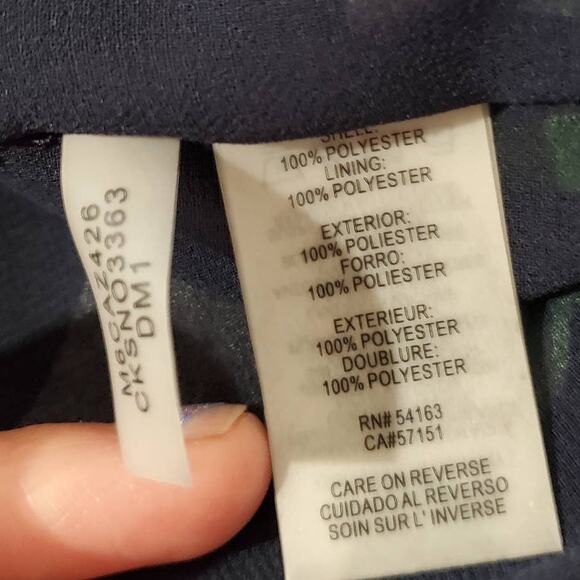 M6CAZ426
CKSNO3363
DM1
SHELL:
100% POLYESTER
LINING:
100% POLYESTER
EXTERIOR:
100% POLIESTER
FORRO:
100% POLIESTER
EXTERIEUR:
100% POLYESTER
DOUBLURE:
100% POLYESTER
RN# 54163
CA#57151
CARE ON REVERSE
CUIDADO AL REVERSO
SOIN SUR L' INVERSE